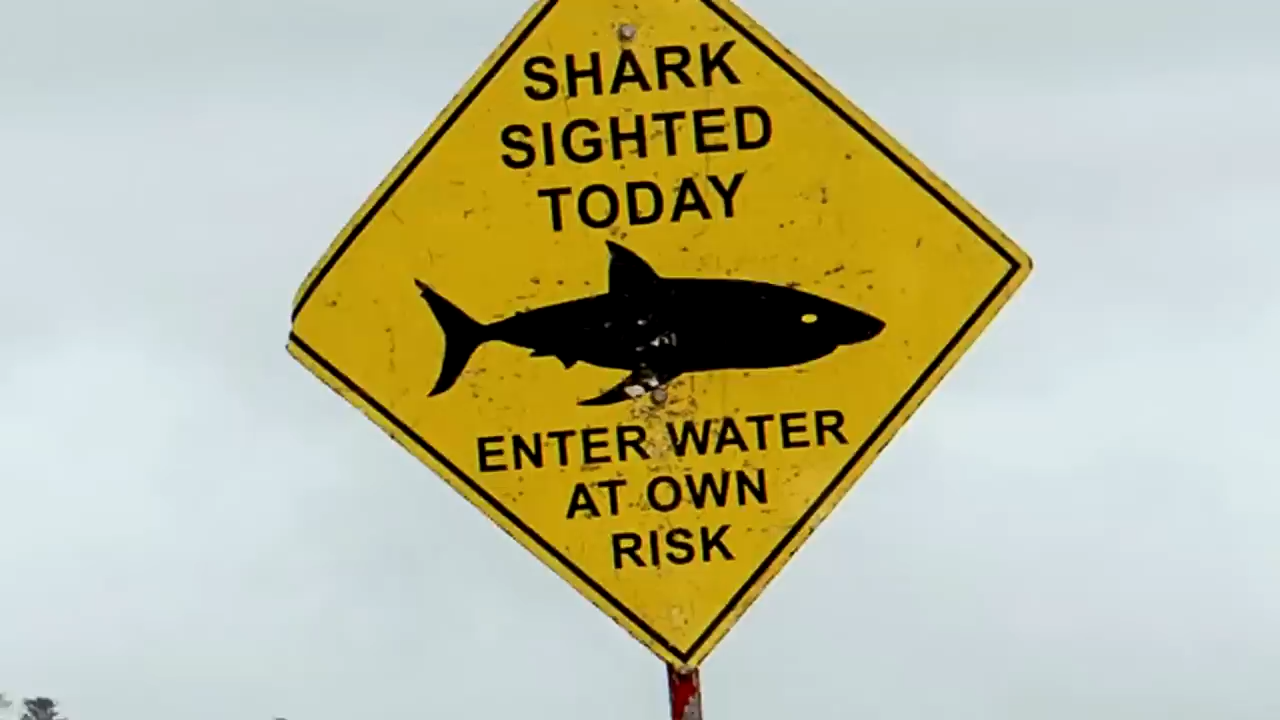 SHARK
SIGHTED
TODAY
ENTER WATER
AT OWN
RISK